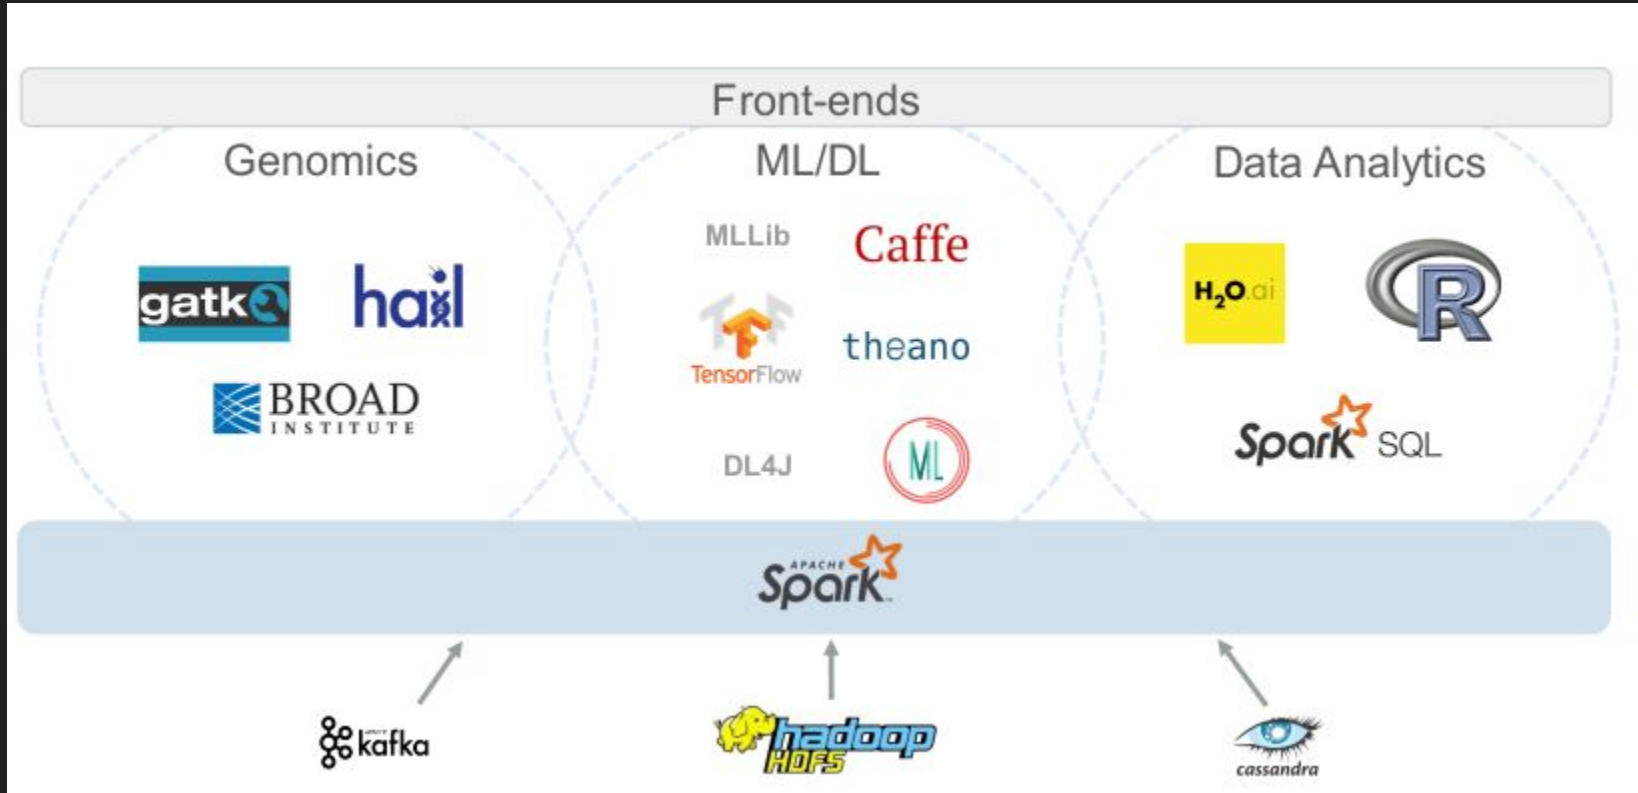 Front-ends
Genomics
ML/DL
Data Analytics
gatk
hail
BROAD
INSTITUTE
MLLib
Caffe
TensorFlow
theano
DL4J
ML
H2O.ai
R
Spark SQL
APACHE
Spark
kafka
hadoop
HDFS
cassandra